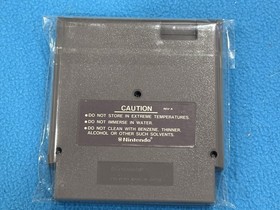 CAUTION
● DO NOT STORE IN EXTREME TEMPERATURES.
● DO NOT IMMERSE IN WATER.
● DO NOT CLEAN WITH BENZENE, THINNER,
ALCOHOL OR OTHER SUCH SOLVENTS.
Nintendo